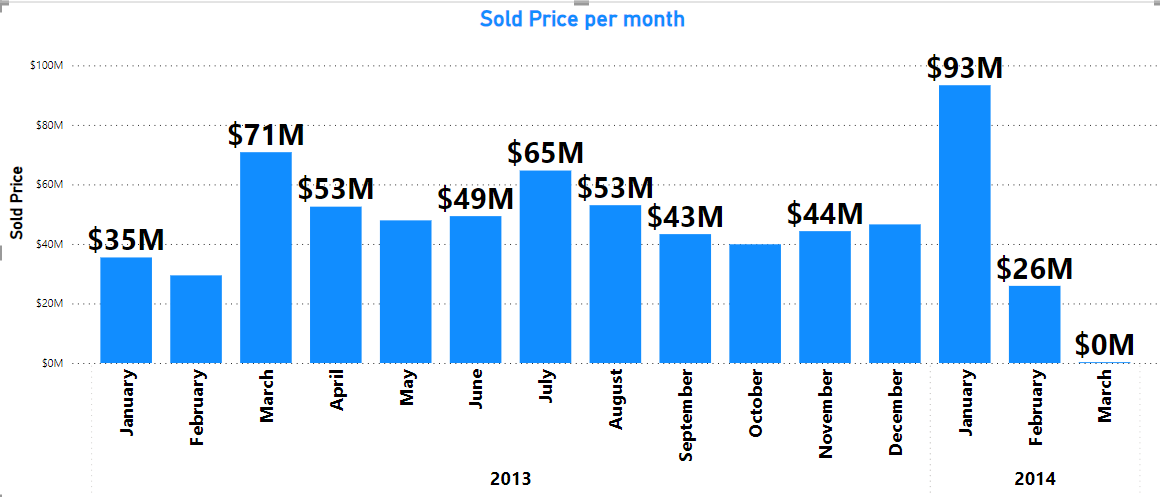 Sold Price per month
Sold Price
$100M
$80M
$60M
$40M
$20M
$0M
$35M
$71M
$53M
$49M
$65M
$53M
$43M
$44M
$93M
$26M
$0M
January
February
March
April
May
June
July
August
September
October
November
December
January
February
March
2013
2014